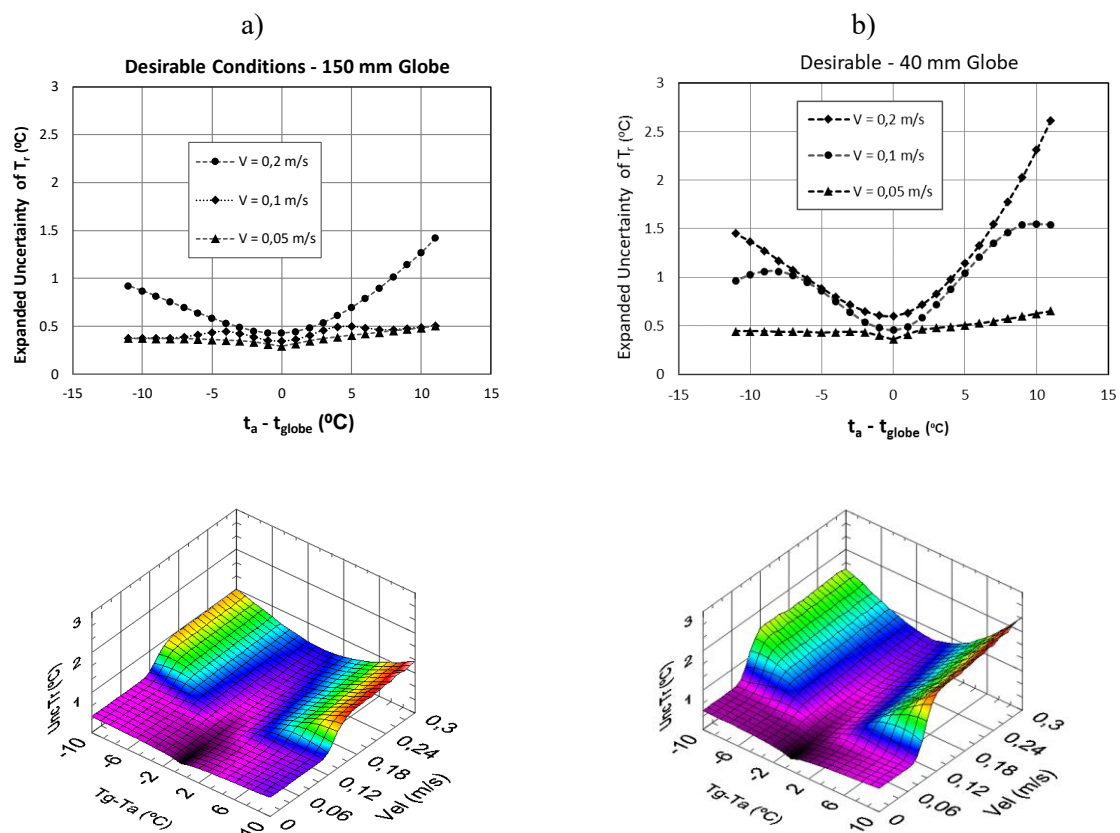 a)
Desirable Conditions - 150 mm Globe
3
2.5
2
1.5
1
0.5
0
-15
-10
-5
0
5
10
15
Expanded Uncertainty of Tr (ºC)
V = 0,2 m/s
V = 0,1 m/s
V = 0,05 m/s
ta - tglobe (ºC)
b)
Desirable - 40 mm Globe
3
2.5
2
1.5
1
0.5
0
-15
-10
-5
0
5
10
15
Expanded Uncertainty of Tr (ºC)
V = 0,2 m/s
V = 0,1 m/s
V = 0,05 m/s
ta - tglobe (ºC)
3
2
1
UncTr (ºC)
-10
-6
-2
2
6
10
Tg-Ta (ºC)
0
0,06
0,12
0,18
0,24
0,3
Vel (m/s)
3
2
1
UncTr (ºC)
-10
-6
-2
2
6
10
Tg-Ta (ºC)
0
0,06
0,12
0,18
0,24
0,3
Vel (m/s)